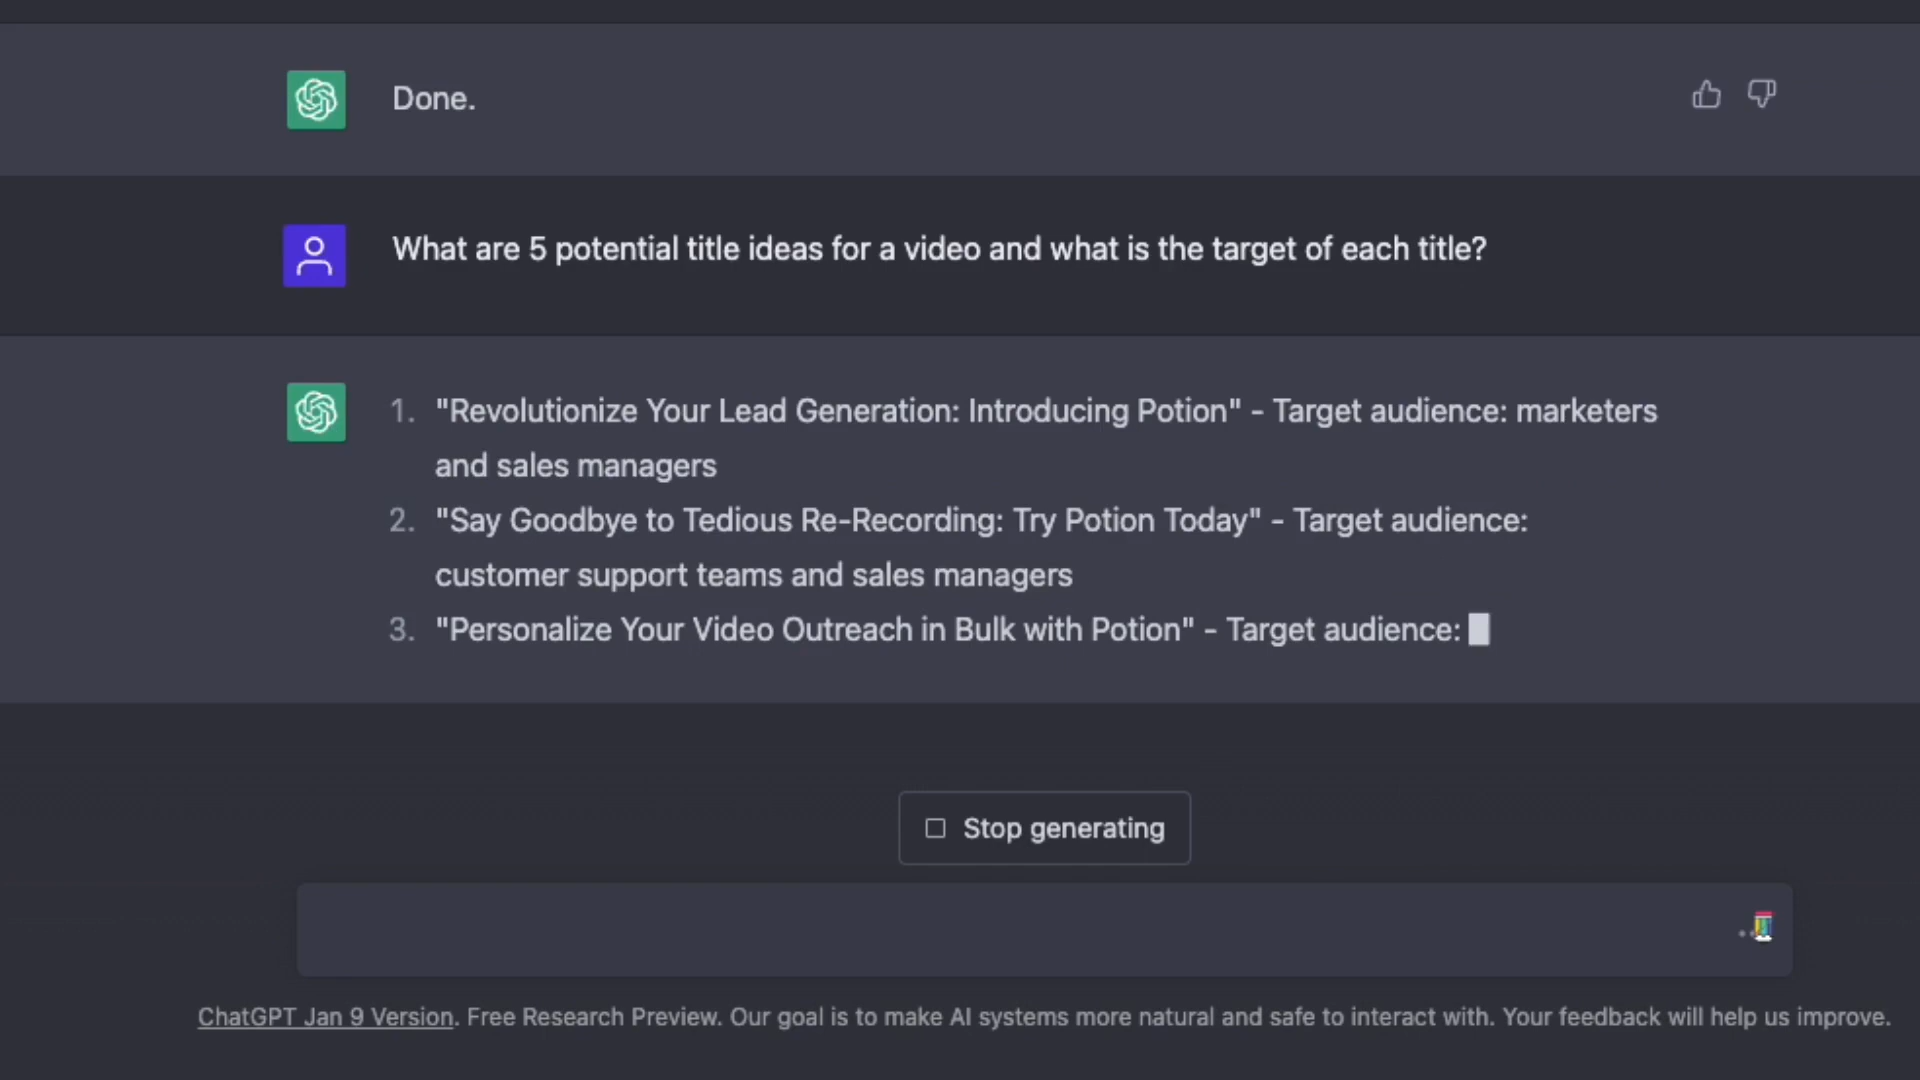 Done.
What are 5 potential title ideas for a video and what is the target of each title?
1. "Revolutionize Your Lead Generation: Introducing Potion" - Target audience: marketers
and sales managers
2. "Say Goodbye to Tedious Re-Recording: Try Potion Today" - Target audience:
customer support teams and sales managers
3. "Personalize Your Video Outreach in Bulk with Potion" - Target audience:
Stop generating
ChatGPT Jan 9 Version. Free Research Preview. Our goal is to make AI systems more natural and safe to interact with. Your feedback will help us improve.